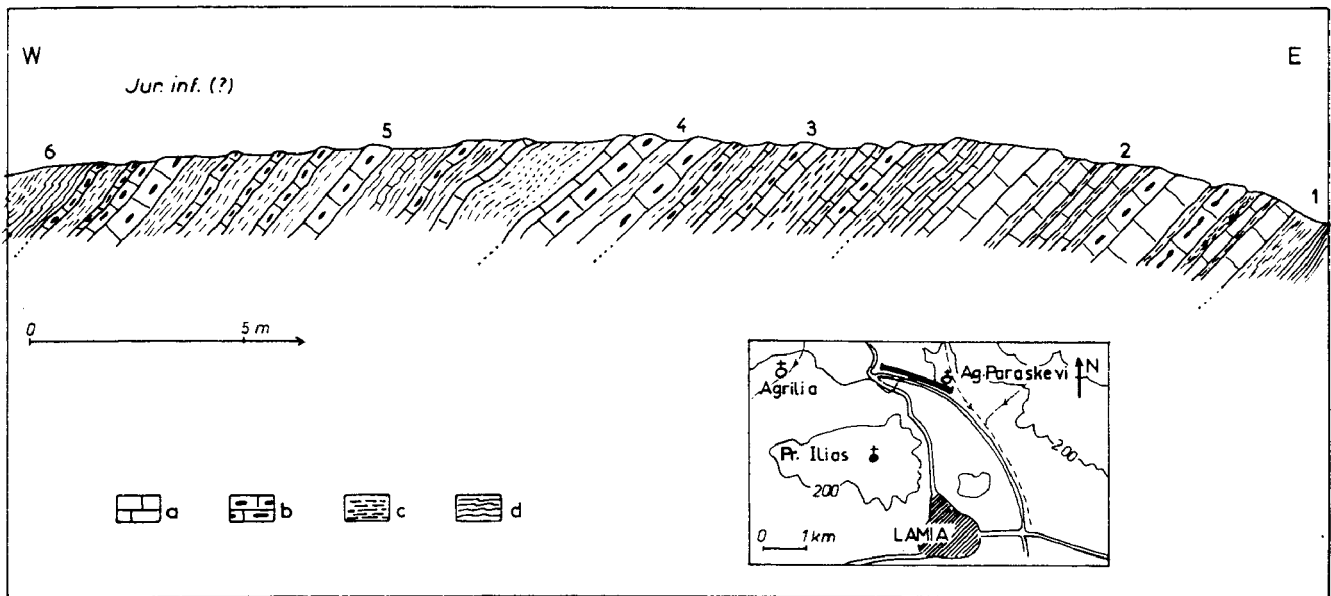 W
E
Jur. inf. (?)
6
5
4
3
2
1
0 5 m
a
b
c
d
Agrilia
Ag. Paraskevi
N
Pr. Ilias
200
200
LAMIA
0 1 km